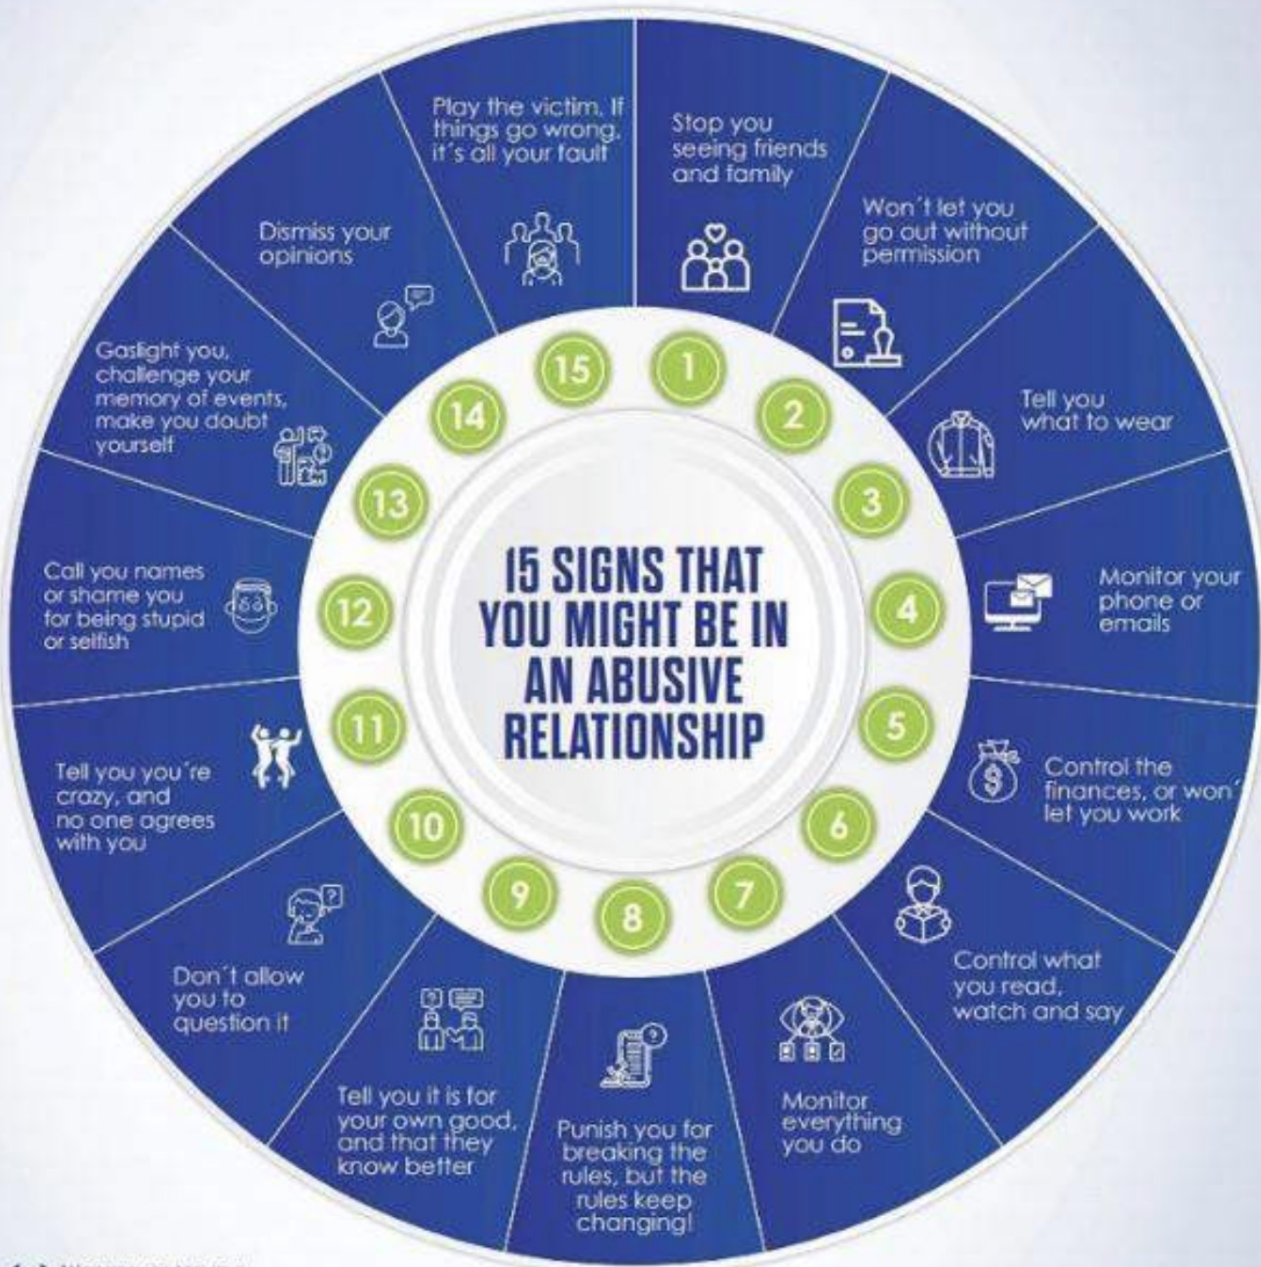 15 SIGNS THAT
YOU MIGHT BE IN
AN ABUSIVE
RELATIONSHIP
1
Stop you
seeing friends
and family
2
Won´t let you
go out without
permission
3
Tell you
what to wear
4
Monitor your
phone or
emails
5
$
Control the
finances, or won´
let you work
6
Control what
you read,
watch and say
7
Monitor
everything
you do
8
?
Punish you for
breaking the
rules, but the
rules keep
changing!
9
?
Tell you it is for
your own good,
and that they
know better
10
?
Don´t allow
you to
question it
11
Tell you you´re
crazy, and
no one agrees
with you
12
Call you names
or shame you
for being stupid
or selfish
13
Gaslight you,
challenge your
memory of events,
make you doubt
yourself
14
Dismiss your
opinions
15
Play the victim. If
things go wrong,
it´s all your fault